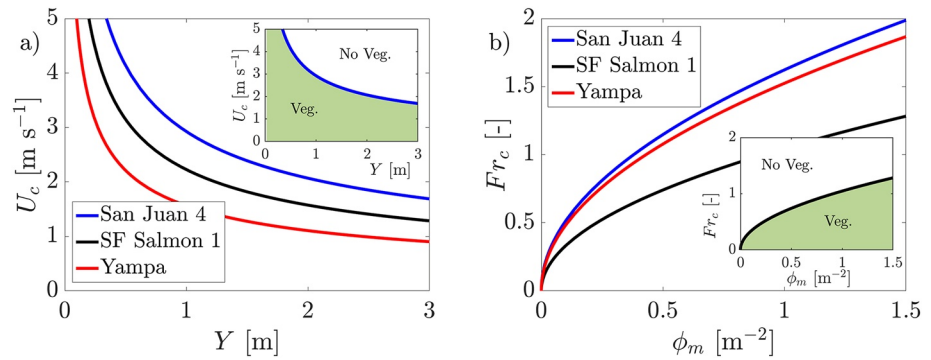 a)
5
4
3
2
1
0
0
1
2
3
U_c [m s⁻¹]
Y [m]
San Juan 4
SF Salmon 1
Yampa
5
4
3
2
1
0
0
1
2
3
U_c [m s⁻¹]
Y [m]
No Veg.
Veg.
b)
2
1.5
1
0.5
0
0
0.5
1
1.5
Fr_c [-]
ϕ_m [m⁻²]
San Juan 4
SF Salmon 1
Yampa
2
1
0
0
0.5
1
1.5
Fr_c [-]
ϕ_m [m⁻²]
No Veg.
Veg.